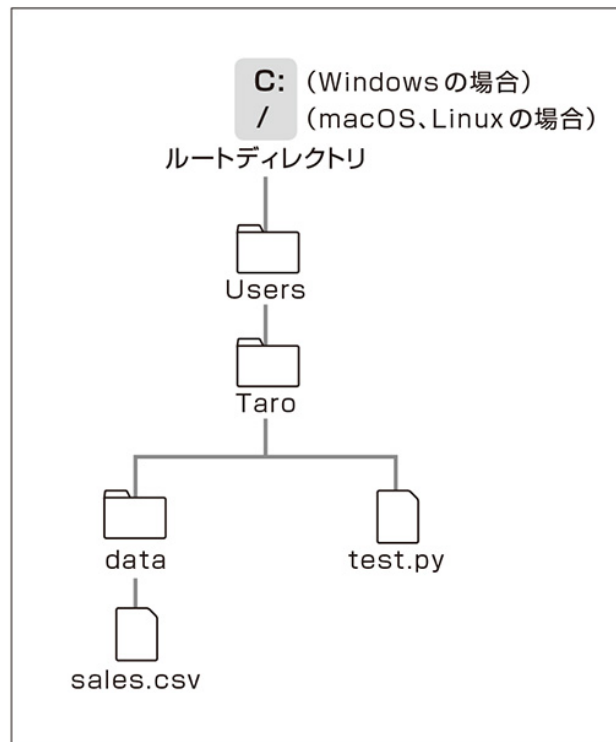 C: (Windowsの場合)
/ (macOS、Linuxの場合)
ルートディレクトリ
Users
Taro
data
test.py
sales.csv